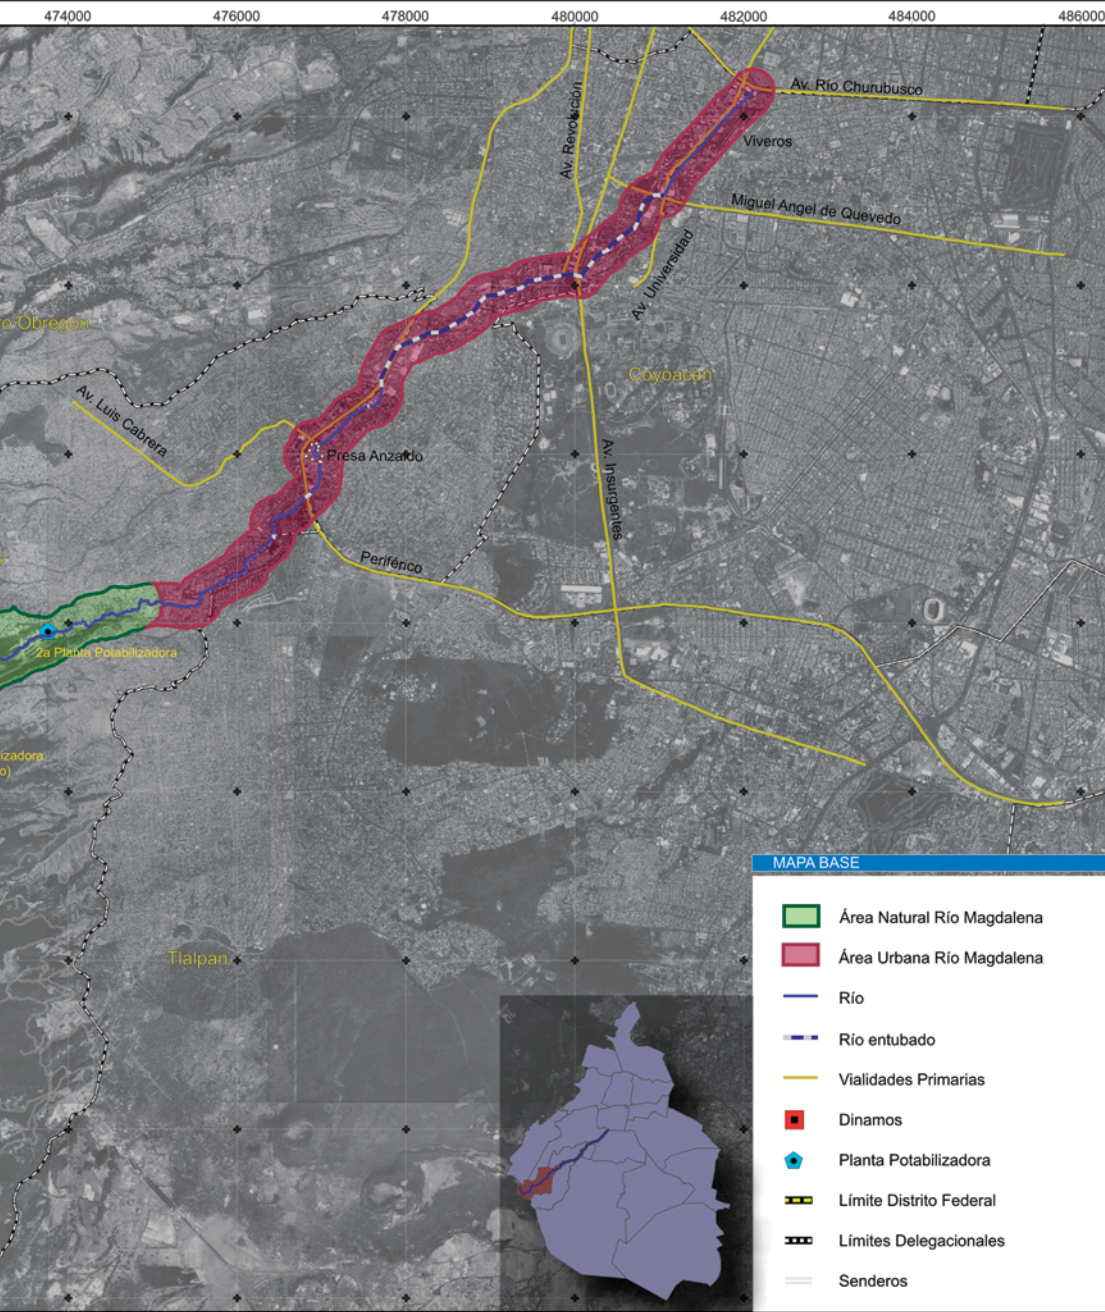 474000 476000 478000 480000 482000 484000 486000
Av. Río Churubusco
Av. Revolución
Viveros
Miguel Angel de Quevedo
Av. Universidad
o Obregón
Coyoacán
Av. Luis Cabrera
Presa Anzaldo
Av. Insurgentes
Periférico
2a Planta Potabilizadora
izadora
o)
Tlalpan
MAPA BASE
Área Natural Río Magdalena
Área Urbana Río Magdalena
Río
Río entubado
Vialidades Primarias
Dinamos
Planta Potabilizadora
Límite Distrito Federal
Límites Delegacionales
Senderos